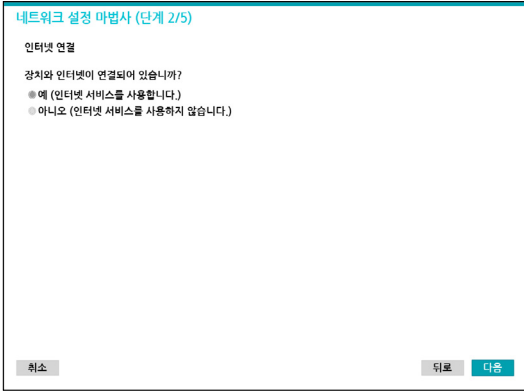 네트워크 설정 마법사 (단계 2/5)
인터넷 연결
장치와 인터넷이 연결되어 있습니까?
예 (인터넷 서비스를 사용합니다.)
아니오 (인터넷 서비스를 사용하지 않습니다.)
취소 뒤로 다음